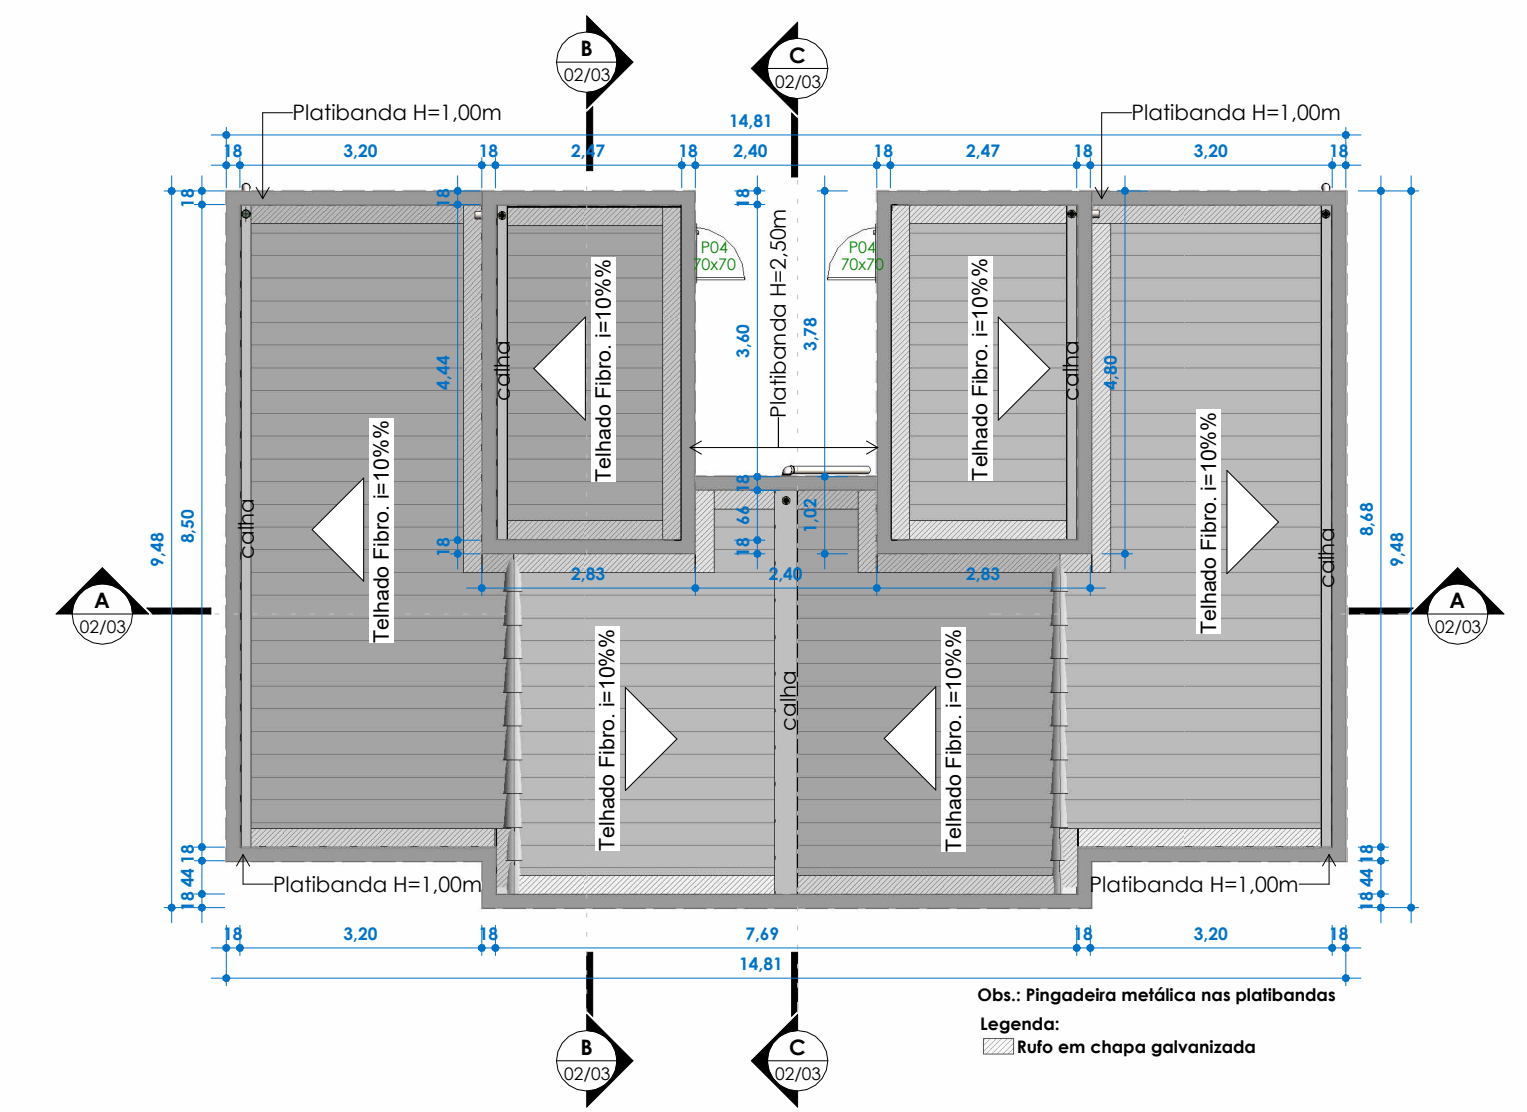 B
02/03
C
02/03
Platibanda H=1,00m
Platibanda H=1,00m
14,81
18
3,20
18
2,47
18
2,40
18
2,47
18
3,20
18
18
18
18
P04
70x70
P04
70x70
Platibanda H=2,50m
Telhado Fibro. i=10%%
Telhado Fibro. i=10%%
calha
calha
4,44
3,60
3,78
4,80
Telhado Fibro. i=10%%
Telhado Fibro. i=10%%
calha
calha
9,48
8,50
8,68
9,48
18
66
1,02
18
18
2,83
2,40
2,83
A
02/03
A
02/03
Telhado Fibro. i=10%%
Telhado Fibro. i=10%%
calha
18
44
18
18
44
18
Platibanda H=1,00m
Platibanda H=1,00m
18
3,20
18
7,69
18
3,20
18
14,81
Obs.: Pingadeira metálica nas platibandas
Legenda:
Rufo em chapa galvanizada
B
02/03
C
02/03